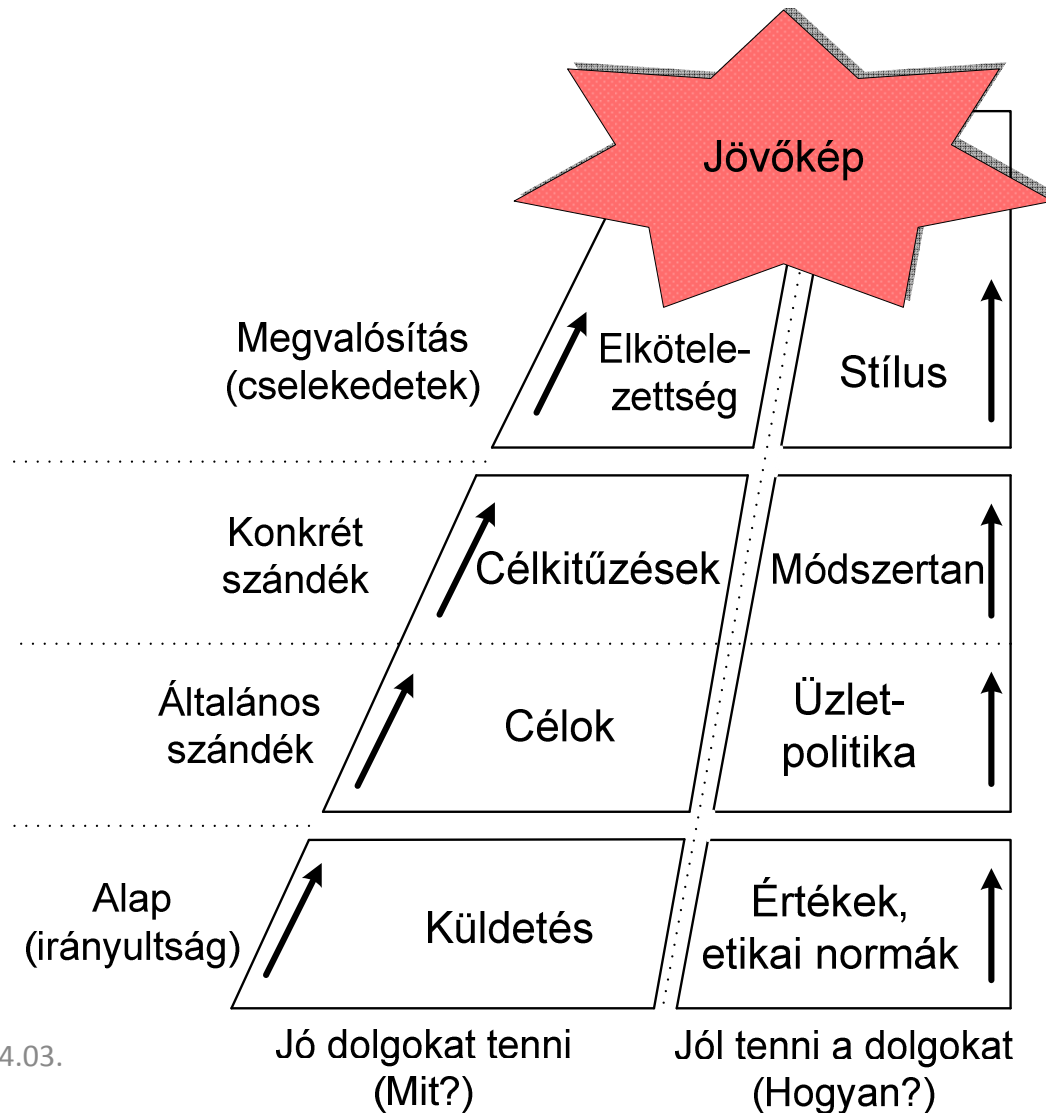 Jövőkép
Megvalósítás
(cselekedetek)
Elkötele-
zettség
Stílus
Konkrét
szándék
Célkitűzések
Módszertan
Általános
szándék
Célok
Üzlet-
politika
Alap
(irányultság)
Küldetés
Értékek,
etikai normák
Jó dolgokat tenni
(Mit?)
Jól tenni a dolgokat
(Hogyan?)
4.03.